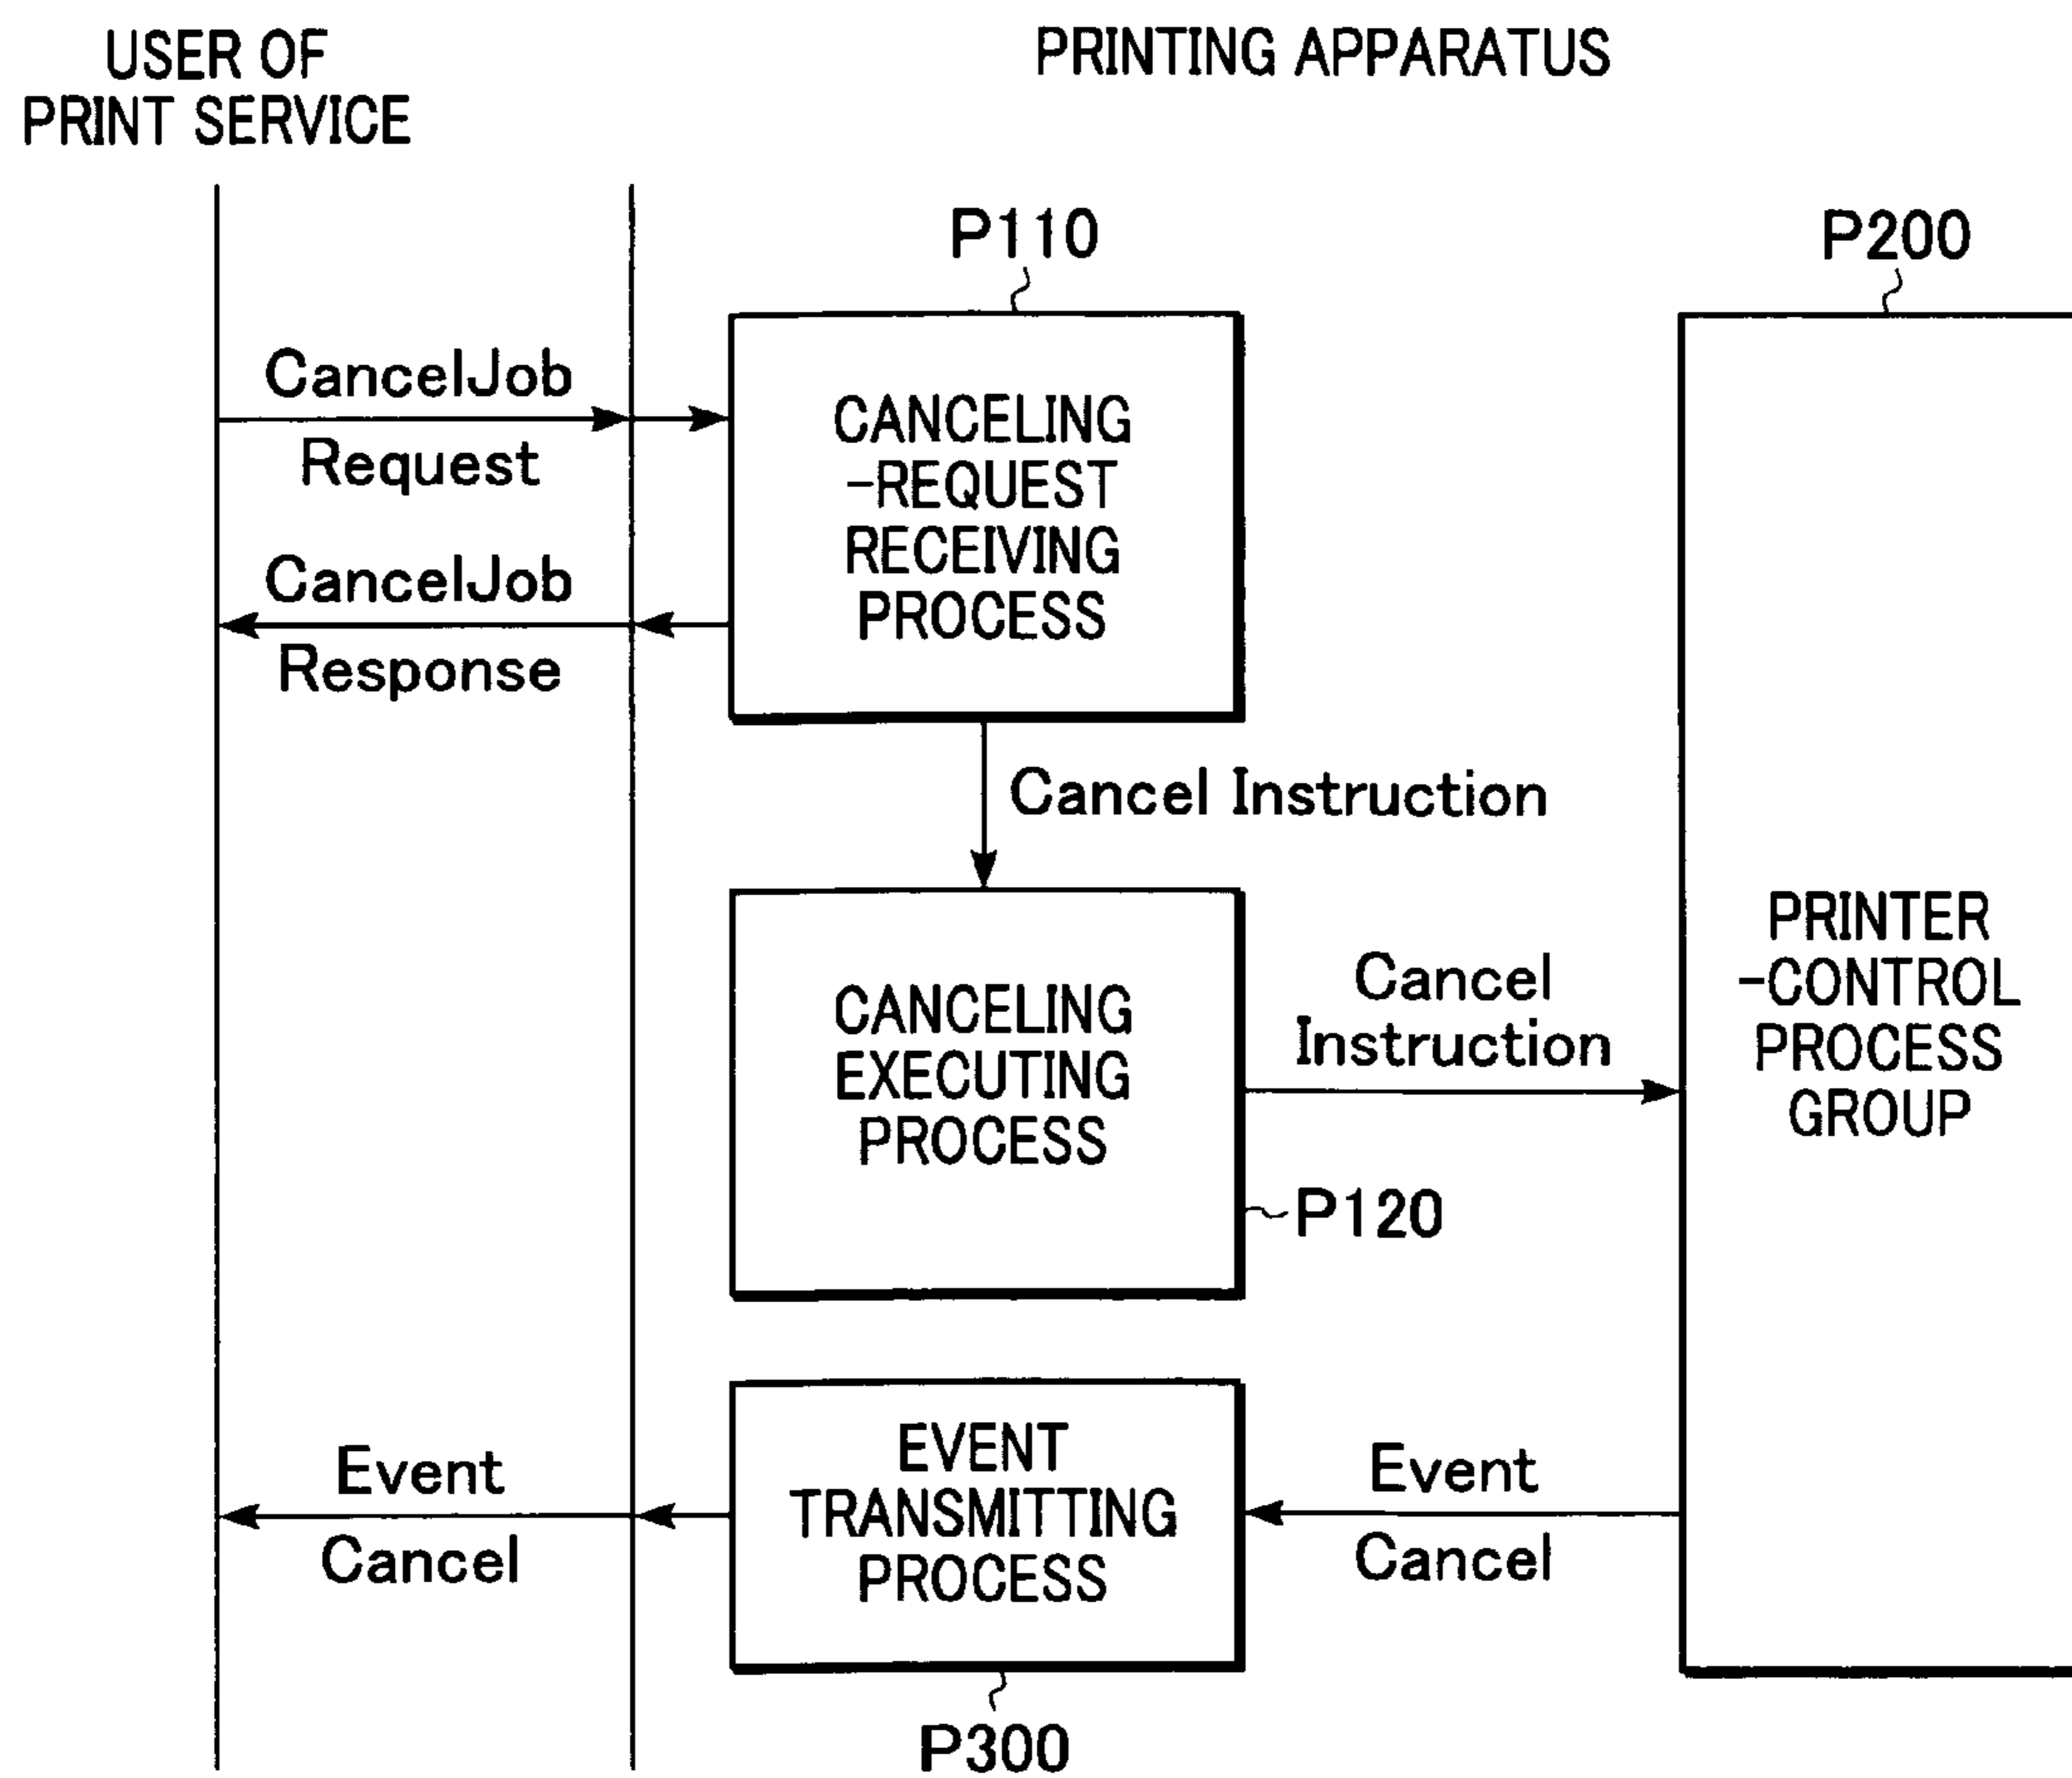 USER OF
PRINT SERVICE
PRINTING APPARATUS
P110
P200
CancelJob
Request
CANCELING
-REQUEST
RECEIVING
PROCESS
CancelJob
Response
Cancel Instruction
CANCELING
EXECUTING
PROCESS
Cancel
Instruction
PRINTER
-CONTROL
PROCESS
GROUP
P120
Event
Cancel
EVENT
TRANSMITTING
PROCESS
Event
Cancel
P300